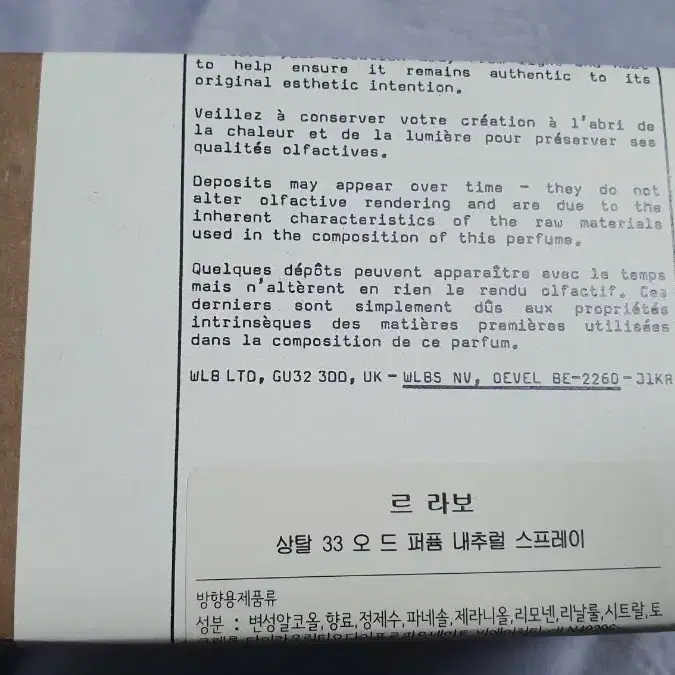 to help ensure it remains authentic to its
original esthetic intention.
Veillez à conserver votre création à l'abri de
la chaleur et de la lumière pour préserver ses
qualités olfactives.
Deposits may appear over time - they do not
alter olfactive rendering and are due to the
inherent characteristics of the raw materials
used in the composition of this perfume.
Quelques dépôts peuvent apparaître avec le temps
mais n'altèrent en rien le rendu olfactif. Ces
derniers sont simplement dûs aux propriétés
intrinsèques des matières premières utilisées
dans la composition de ce parfum.
WLB LTD, GU32 3DD, UK - WLBS NV, OEVEL BE-2260 - J1KR
르 라보
상탈 33 오 드 퍼퓸 내추럴 스프레이
방향용제품류
성분 : 변성알코올,향료,정제수,파네솔,제라니올,리모넨,리날룰,시트랄,토